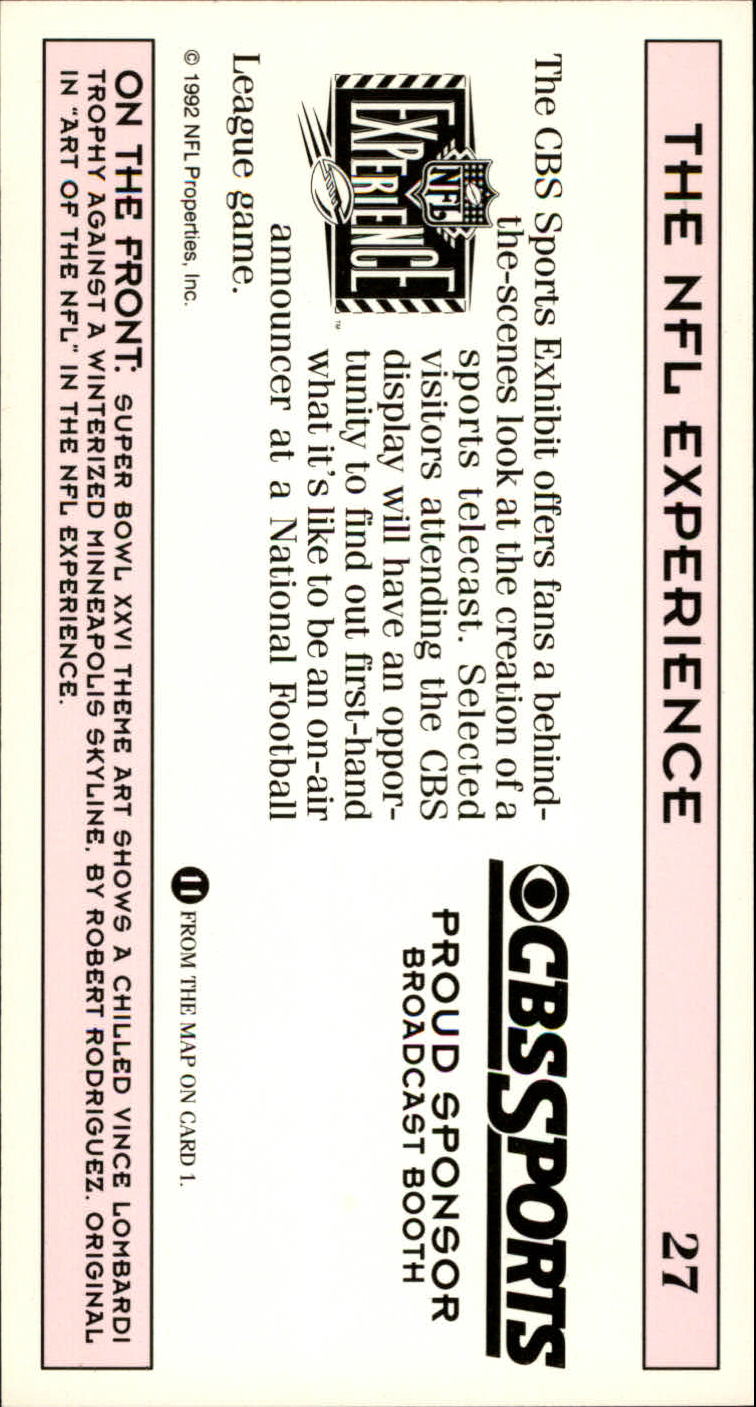 THE NFL EXPERIENCE 27
The CBS Sports Exhibit offers fans a behind-
the-scenes look at the creation of a
sports telecast. Selected
visitors attending the CBS
display will have an oppor-
tunity to find out first-hand
what it's like to be an on-air
announcer at a National Football
League game.
NFL
EXPERIENCE
™
CBS SPORTS
PROUD SPONSOR
BROADCAST BOOTH
© 1992 NFL Properties, Inc.
11 FROM THE MAP ON CARD 1.
ON THE FRONT: SUPER BOWL XXVI THEME ART SHOWS A CHILLED VINCE LOMBARDI
TROPHY AGAINST A WINTERIZED MINNEAPOLIS SKYLINE, BY ROBERT RODRIGUEZ. ORIGINAL
IN "ART OF THE NFL" IN THE NFL EXPERIENCE.